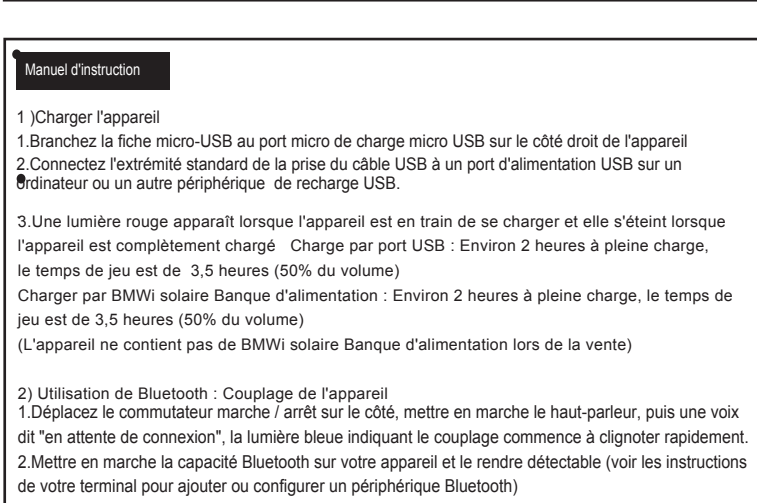 Manuel d'instruction
1 )Charger l'appareil
1.Branchez la fiche micro-USB au port micro de charge micro USB sur le côté droit de l'appareil
2.Connectez l'extrémité standard de la prise du câble USB à un port d'alimentation USB sur un
ordinateur ou un autre périphérique de recharge USB.
3.Une lumière rouge apparaît lorsque l'appareil est en train de se charger et elle s'éteint lorsque
l'appareil est complètement chargé Charge par port USB : Environ 2 heures à pleine charge,
le temps de jeu est de 3,5 heures (50% du volume)
Charger par BMWi solaire Banque d'alimentation : Environ 2 heures à pleine charge, le temps de
jeu est de 3,5 heures (50% du volume)
(L'appareil ne contient pas de BMWi solaire Banque d'alimentation lors de la vente)
2) Utilisation de Bluetooth : Couplage de l'appareil
1.Déplacez le commutateur marche / arrêt sur le côté, mettre en marche le haut-parleur, puis une voix
dit "en attente de connexion", la lumière bleue indiquant le couplage commence à clignoter rapidement.
2.Mettre en marche la capacité Bluetooth sur votre appareil et le rendre détectable (voir les instructions
de votre terminal pour ajouter ou configurer un périphérique Bluetooth)